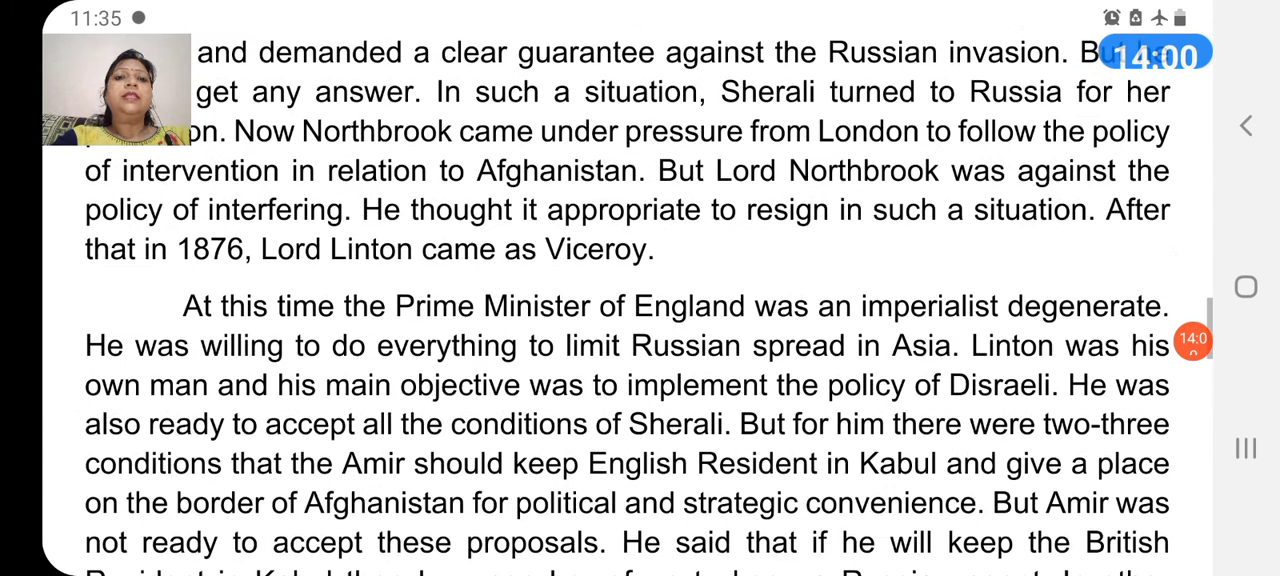 11:35
and demanded a clear guarantee against the Russian invasion.
14:00
get any answer. In such a situation, Sherali turned to Russia for her
on. Now Northbrook came under pressure from London to follow the policy
of intervention in relation to Afghanistan. But Lord Northbrook was against the
policy of interfering. He thought it appropriate to resign in such a situation. After
that in 1876, Lord Linton came as Viceroy.
At this time the Prime Minister of England was an imperialist degenerate.
He was willing to do everything to limit Russian spread in Asia. Linton was his
14:0
own man and his main objective was to implement the policy of Disraeli. He was
also ready to accept all the conditions of Sherali. But for him there were two-three
conditions that the Amir should keep English Resident in Kabul and give a place
on the border of Afghanistan for political and strategic convenience. But Amir was
not ready to accept these proposals. He said that if he will keep the British